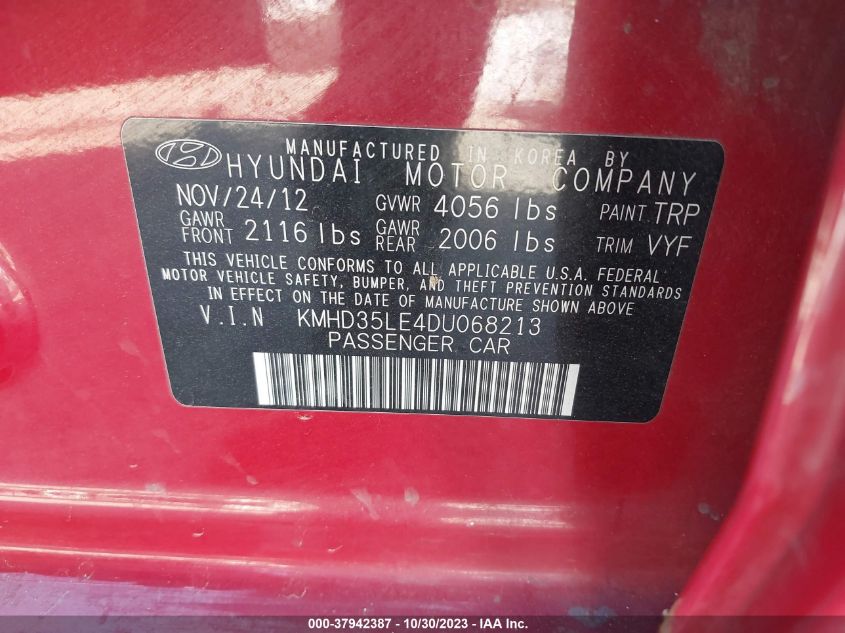 MANUFACTURED IN KOREA BY
HYUNDAI MOTOR COMPANY
NOV/24/12 GVWR 4056 lbs PAINT TRP
GAWR FRONT 2116 lbs GAWR REAR 2006 lbs TRIM VYF
THIS VEHICLE CONFORMS TO ALL APPLICABLE U.S.A. FEDERAL
MOTOR VEHICLE SAFETY, BUMPER, AND THEFT PREVENTION STANDARDS
IN EFFECT ON THE DATE OF MANUFACTURE SHOWN ABOVE
V.I.N KMHD35LE4DU068213
PASSENGER CAR
000-37942387 - 10/30/2023 - IAA Inc.